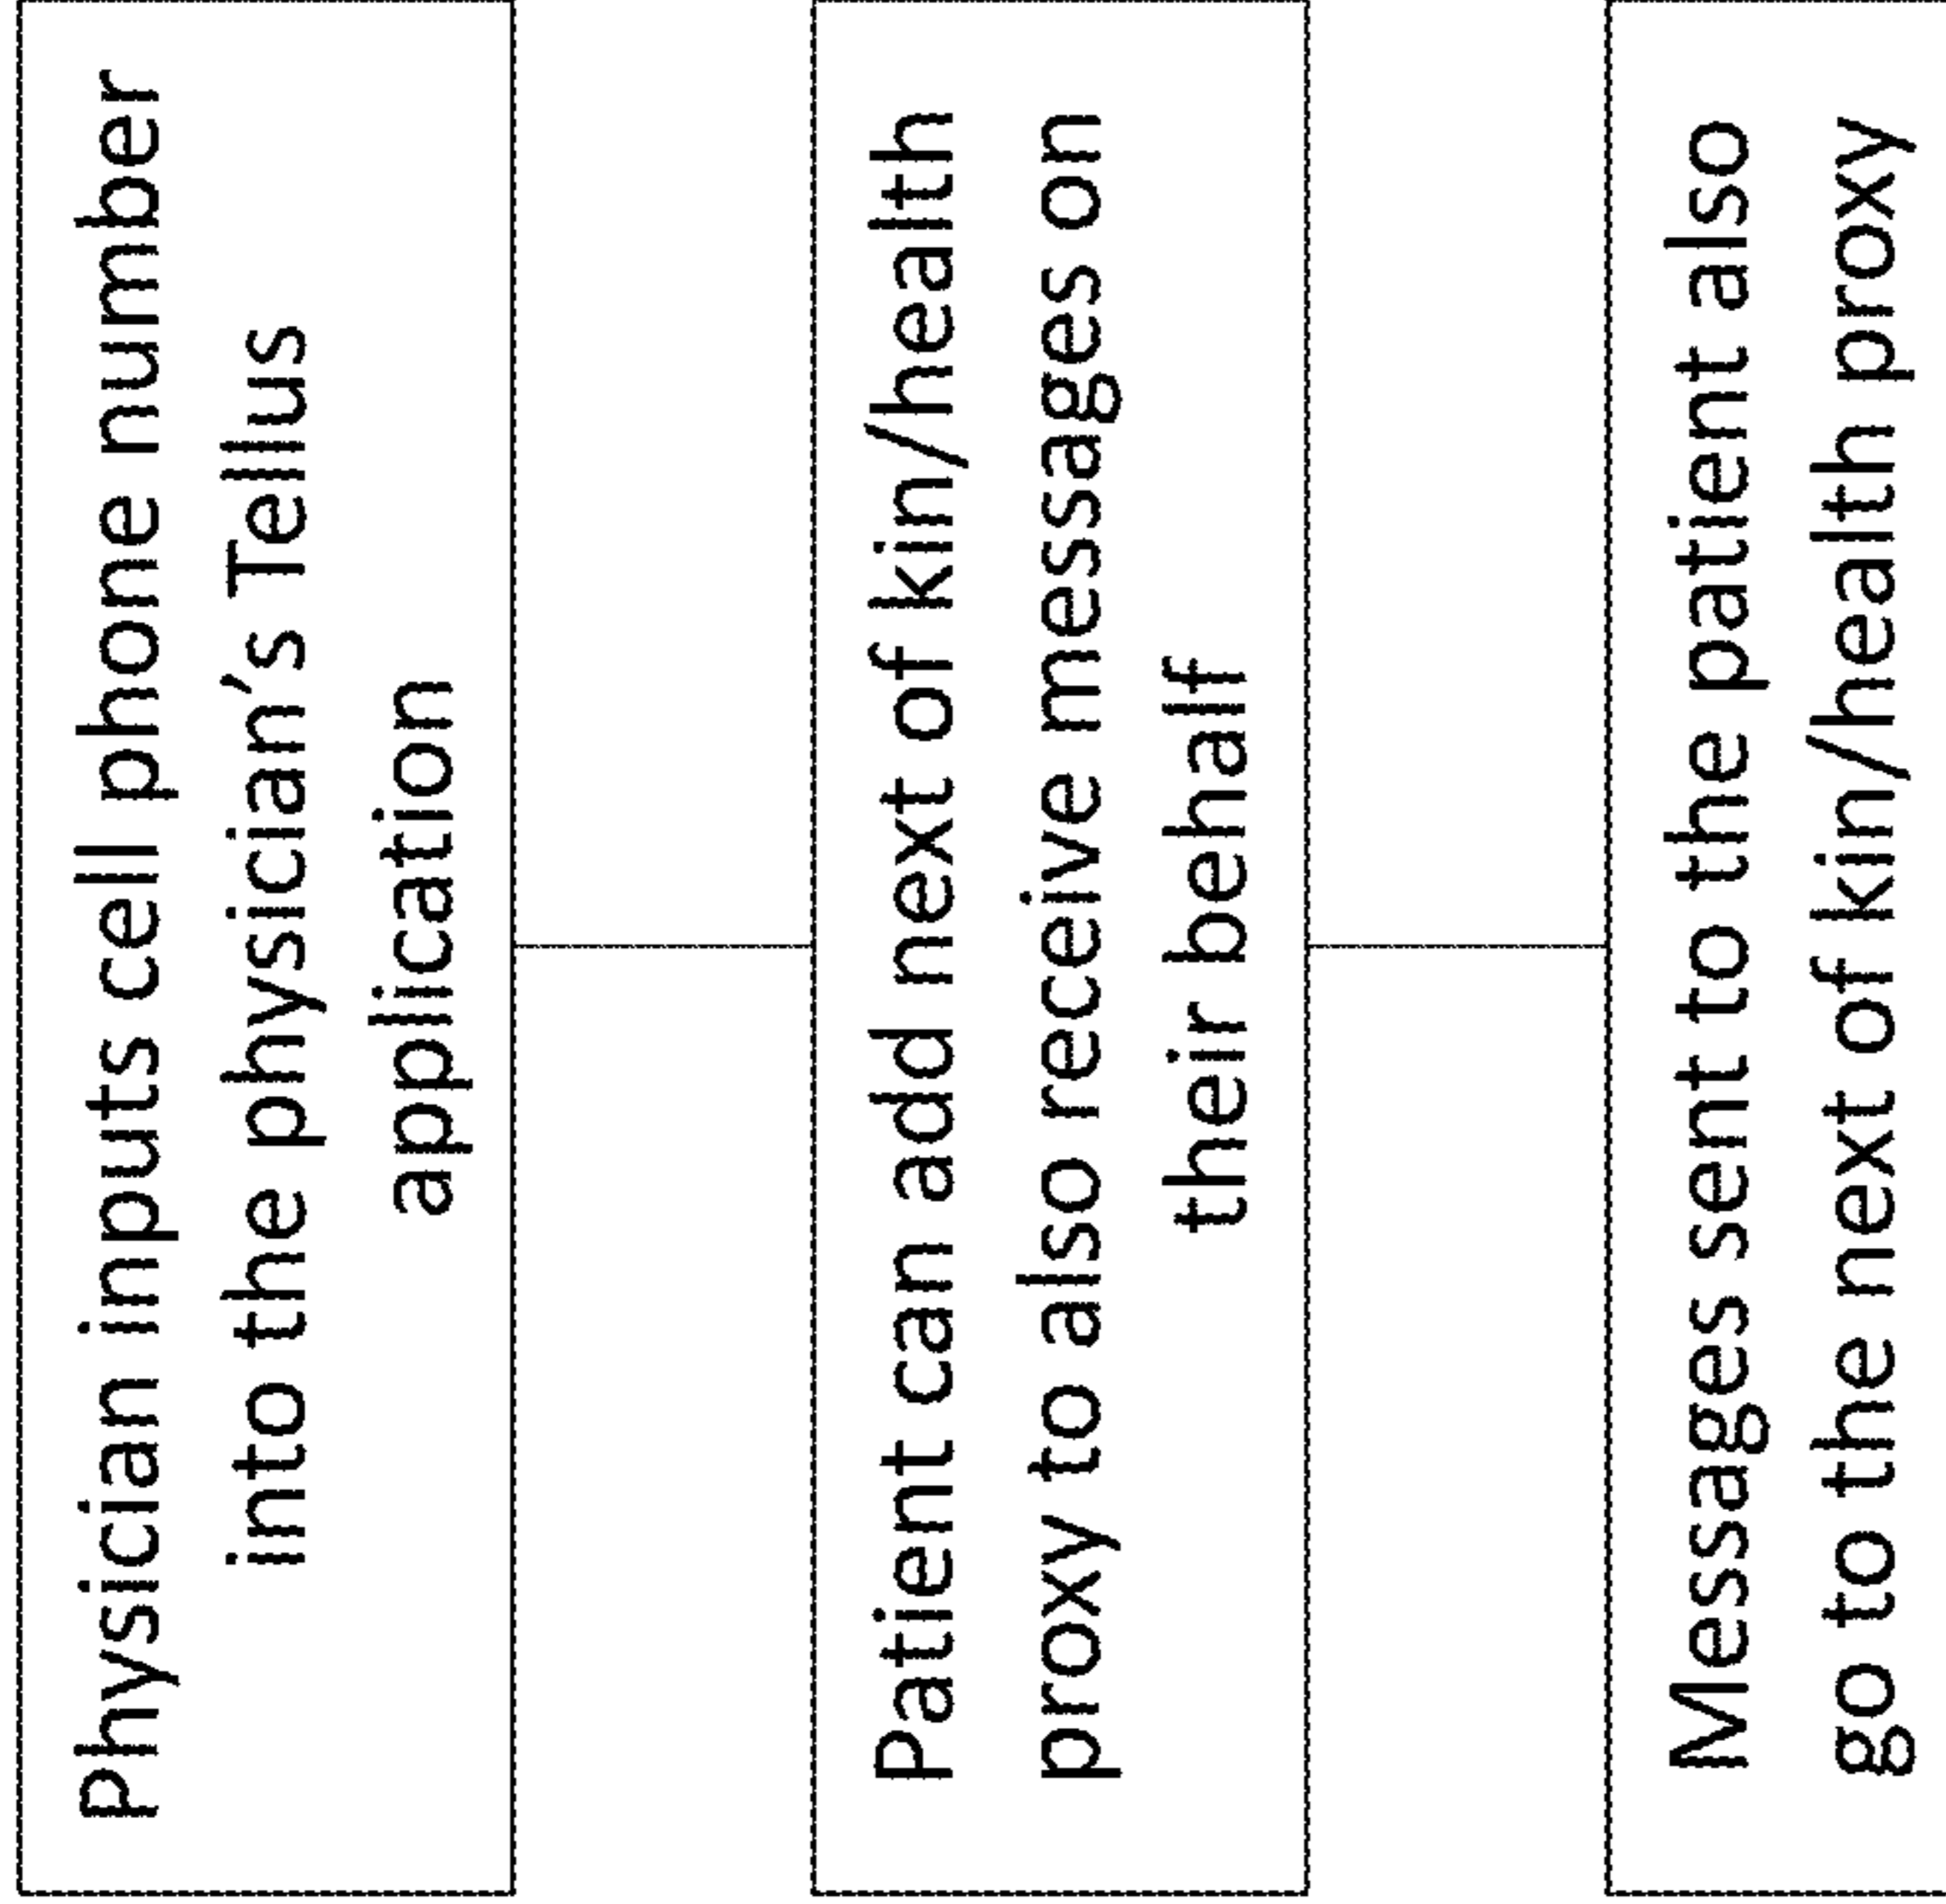 Physician inputs cell phone number
into the physician's Tellus
application
Patient can add next of kin/health
proxy to also receive messages on
their behalf
Messages sent to the patient also
go to the next of kin/health proxy